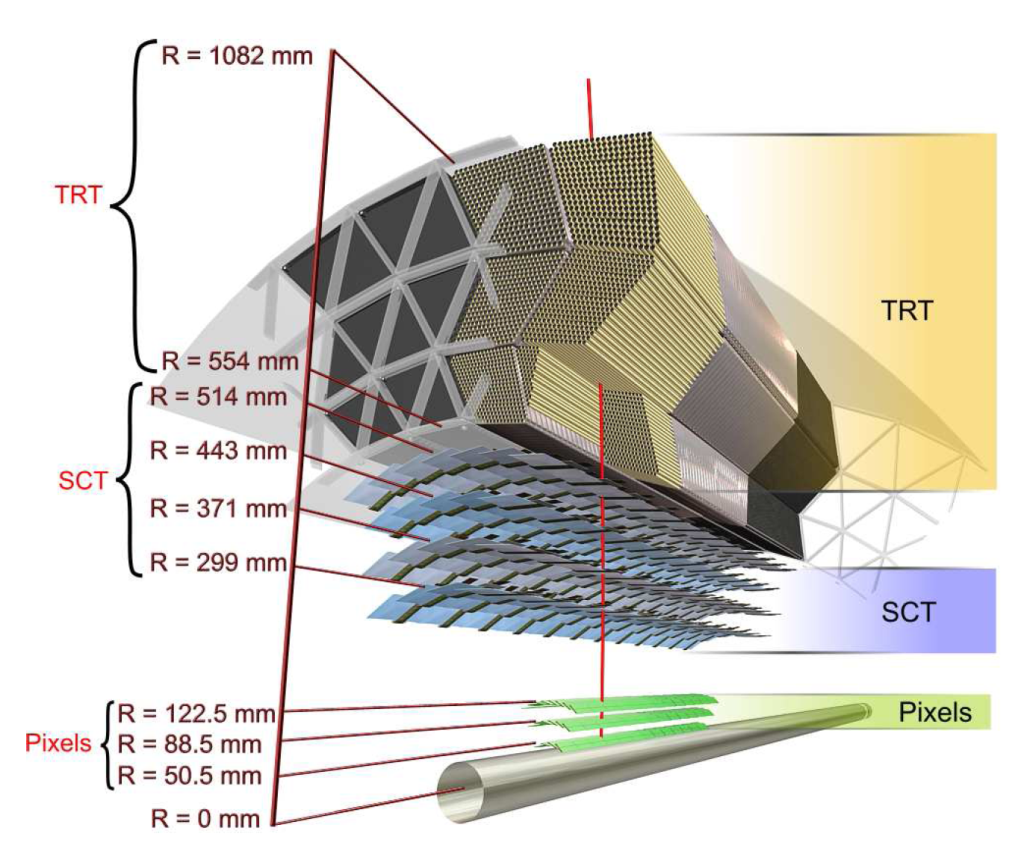 R = 1082 mm
TRT
R = 554 mm
R = 514 mm
R = 443 mm
SCT
R = 371 mm
R = 299 mm
Pixels
R = 122.5 mm
R = 88.5 mm
R = 50.5 mm
R = 0 mm
TRT
SCT
Pixels